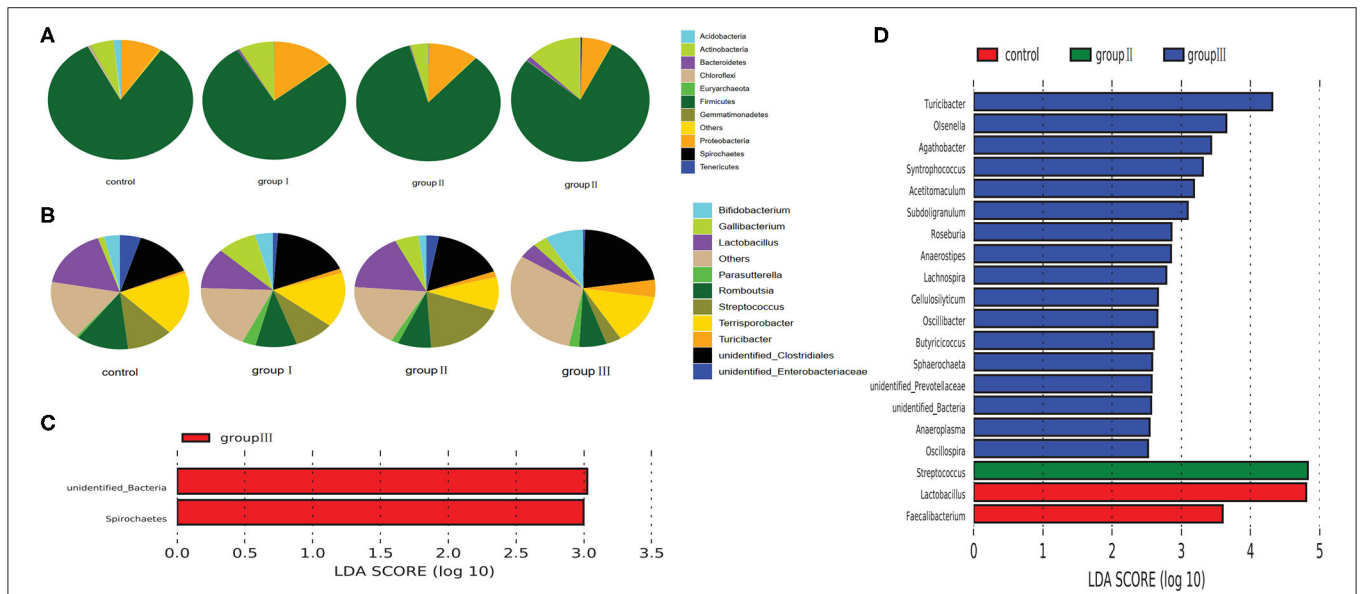 A
Acidobacteria
Actinobacteria
Bacteroidetes
Chloroflexi
Euryarchaeota
Firmicutes
Gemmatimonadetes
Others
Proteobacteria
Spirochaetes
Tenericutes
control
group Ⅰ
group Ⅱ
group Ⅱ
B
Bifidobacterium
Gallibacterium
Lactobacillus
Others
Parasutterella
Romboutsia
Streptococcus
Terrisporobacter
Turicibacter
unidentified_Clostridiales
unidentified_Enterobacteriaceae
control
group Ⅰ
group Ⅱ
group Ⅲ
C
groupⅢ
unidentified_Bacteria
Spirochaetes
0.0 0.5 1.0 1.5 2.0 2.5 3.0 3.5
LDA SCORE (log 10)
D
control groupⅡ groupⅢ
Turicibacter
Olsenella
Agathobacter
Syntrophococcus
Acetitomaculum
Subdoligranulum
Roseburia
Anaerostipes
Lachnospira
Cellulosilyticum
Oscillibacter
Butyricicoccus
Sphaerochaeta
unidentified_Prevotellaceae
unidentified_Bacteria
Anaeroplasma
Oscillospira
Streptococcus
Lactobacillus
Faecalibacterium
0 1 2 3 4 5
LDA SCORE (log 10)